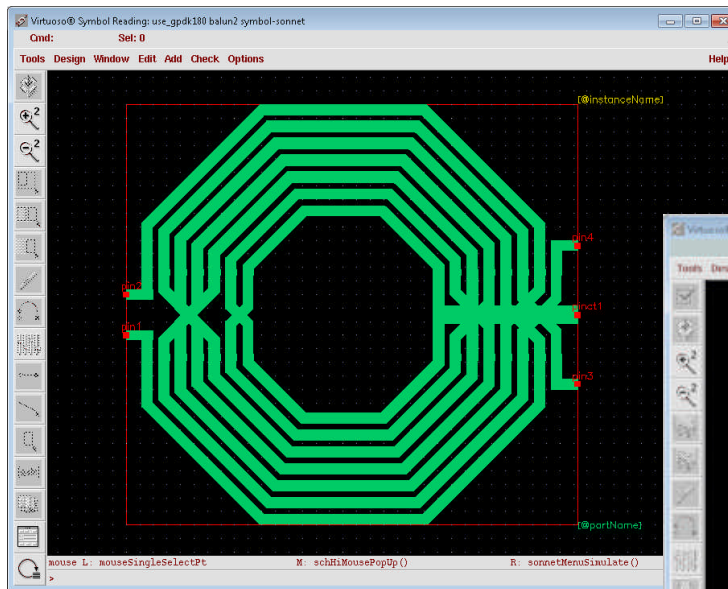 Virtuoso® Symbol Reading: use_gpdk180 balun2 symbol-sonnet
Cmd: Sel: 0
Tools Design Window Edit Add Check Options Help
[@instanceName]
pin4
pin2
pin1
pin3
[@partName]
mouse L: mouseSingleSelectPt M: schHiMousePopUp() R: sonnetMenuSimulate()
>
Virtuoso®
Tools